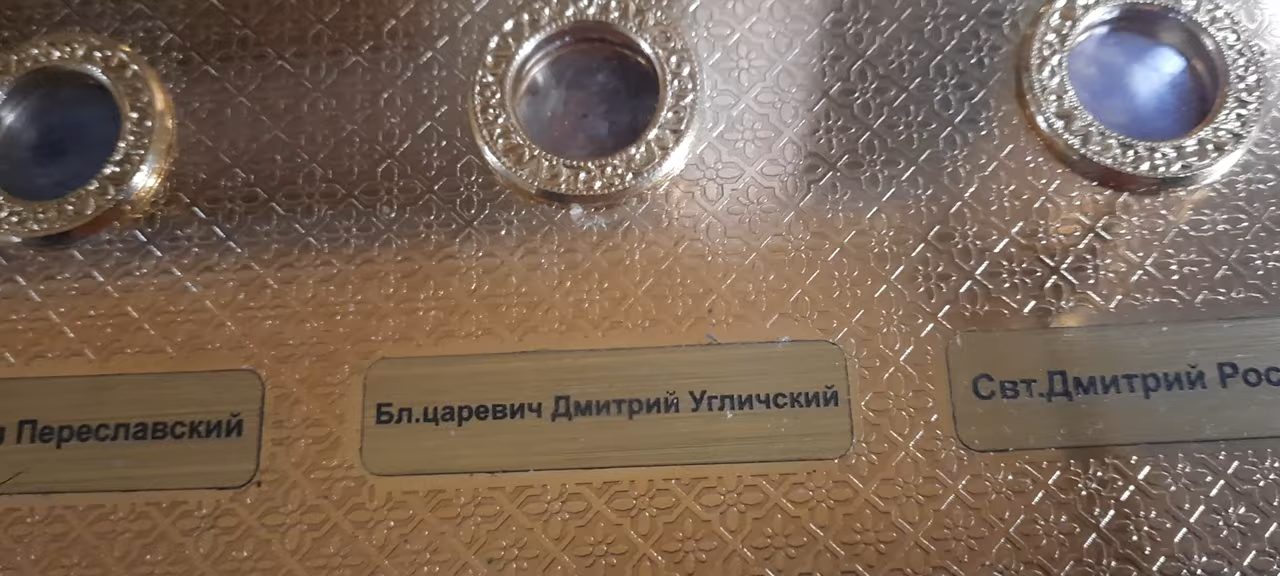 Переславский
Бл.царевич Дмитрий Угличский
Свт.Дмитрий Рос